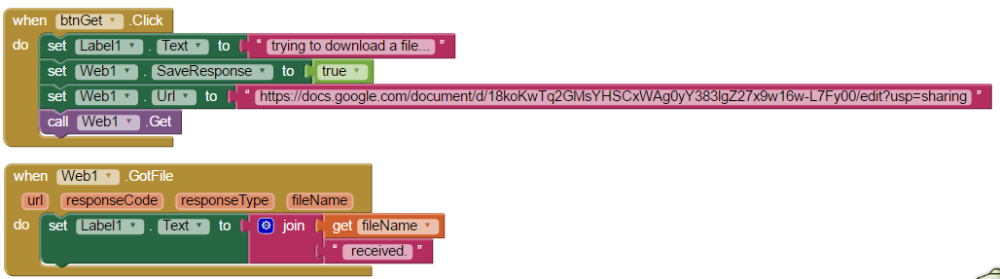 when btnGet .Click
do set Label1 . Text to " trying to download a file... "
set Web1 . SaveResponse to true
set Web1 . Url to " https://docs.google.com/document/d/18koKwTq2GMsYHSCxWAg0yY383lgZ27x9w16w-L7Fy00/edit?usp=sharing "
call Web1 .Get
when Web1 .GotFile
url responseCode responseType fileName
do set Label1 . Text to join get fileName
" received. "